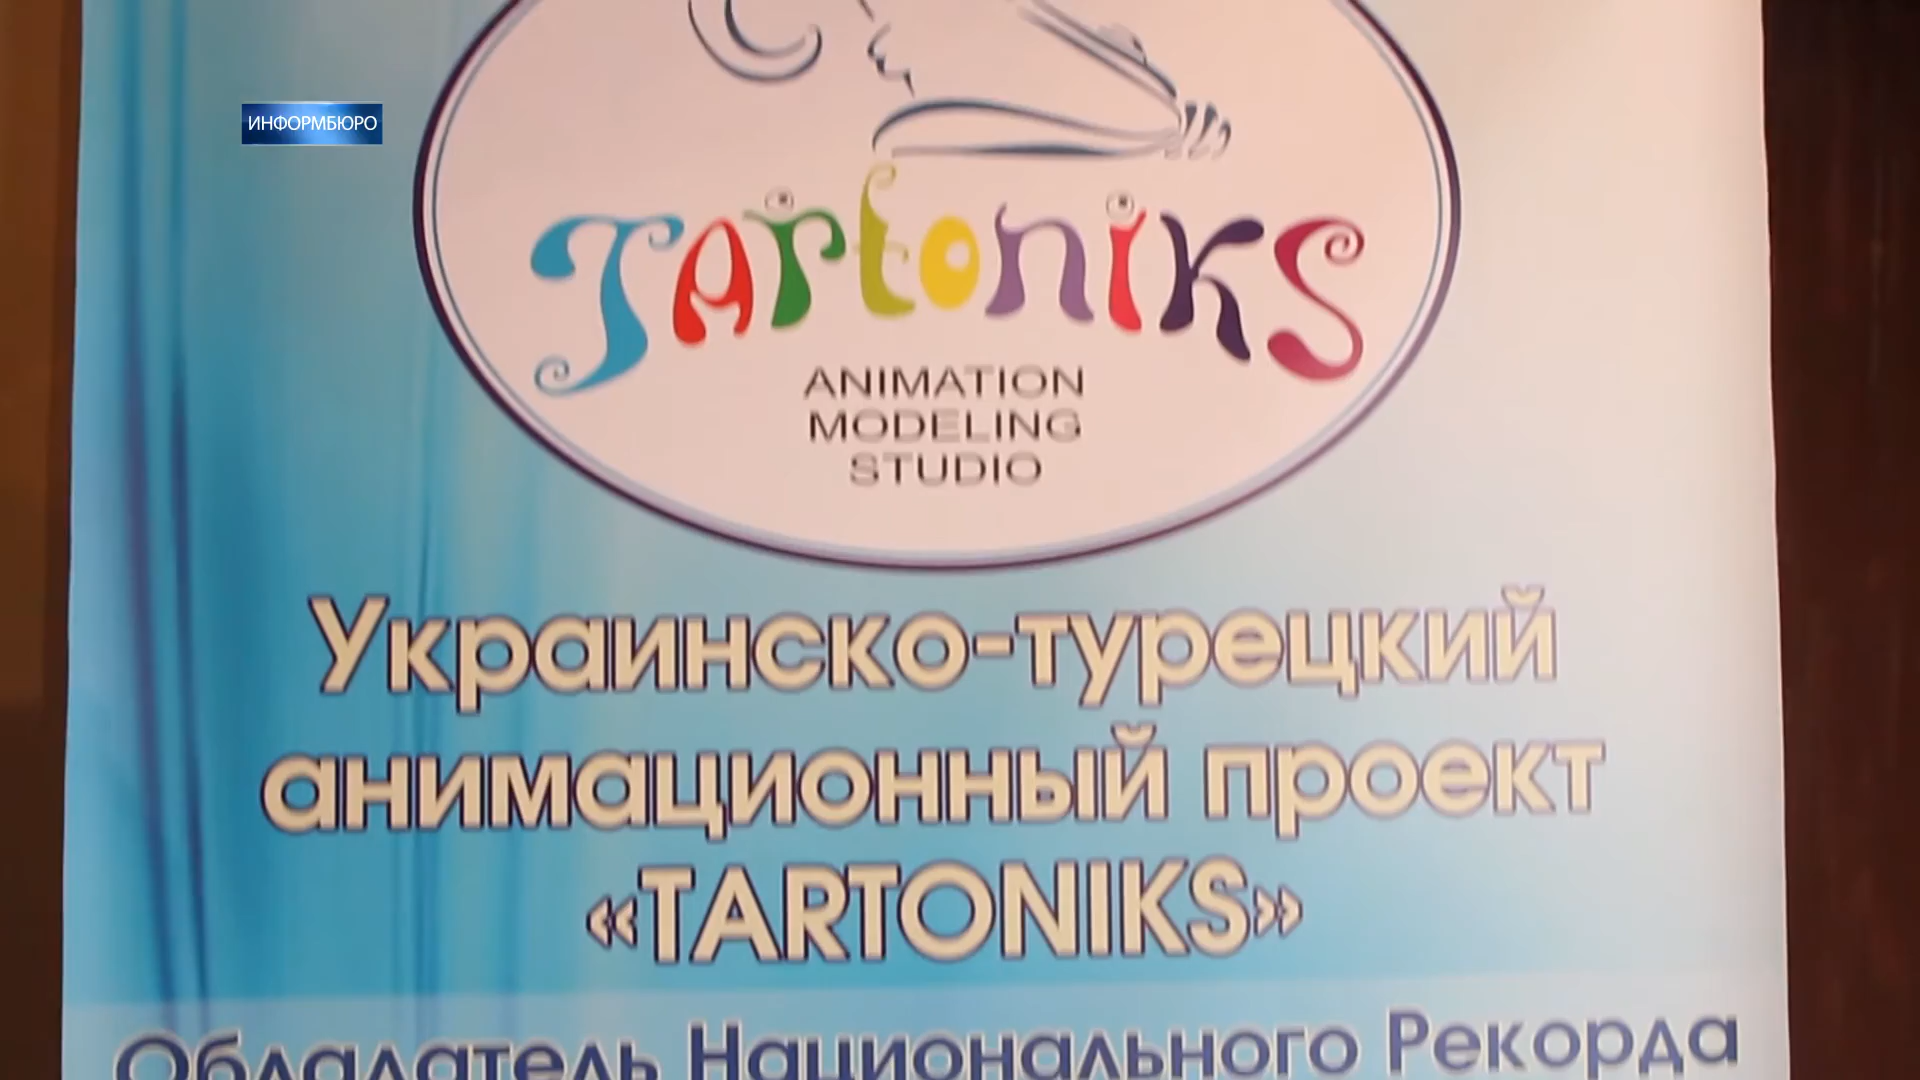 ИНФОРМБЮРО
TARTONIKS
ANIMATION
MODELING
STUDIO
Украинско-турецкий
анимационный проект
«TARTONIKS»
Обладатель Национального Рекорда